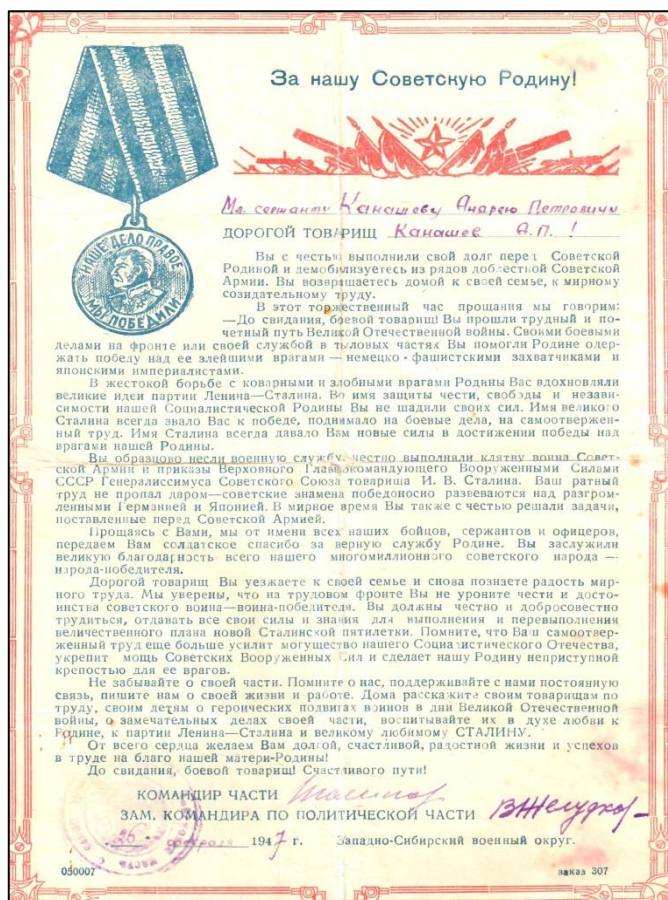 За нашу Советскую Родину!
НАШЕ ДЕЛО ПРАВОЕ
МЫ ПОБЕДИЛИ
Мл. сержанту Канашеву Андрею Петровичу
ДОРОГОЙ ТОВАРИЩ Канашев А.П. !
Вы с честью выполнили свой долг перед Советской
Родиной и демобилизуетесь из рядов доблестной Советской
Армии. Вы возвращаетесь домой к своей семье, к мирному
созидательному труду.
В этот торжественный час прощания мы говорим:
—До свидания, боевой товарищ! Вы прошли трудный и по-
четный путь Великой Отечественной войны. Своими боевыми
делами на фронте или своей службой в тыловых частях Вы помогли Родине одер-
жать победу над ее злейшими врагами — немецко-фашистскими захватчиками и
японскими империалистами.
В жестокой борьбе с коварными и злобными врагами Родины Вас вдохновляли
великие идеи партии Ленина—Сталина. Во имя защиты чести, свободы и незави-
симости нашей Социалистической Родины Вы не щадили своих сил. Имя великого
Сталина всегда звало Вас к победе, поднимало на боевые дела, на самоотвержен-
ный труд. Имя Сталина всегда давало Вам новые силы в достижении победы над
врагами нашей Родины.
Вы образцово несли военную службу, честно выполняли клятву воина Совет-
ской Армии и приказы Верховного Главнокомандующего Вооруженными Силами
СССР Генералиссимуса Советского Союза товарища И. В. Сталина. Ваш ратный
труд не пропал даром—советские знамена победоносно развеваются над разгром-
ленными Германией и Японией. В мирное время Вы также с честью решали задачи,
поставленные перед Советской Армией.
Прощаясь с Вами, мы от имени всех наших бойцов, сержантов и офицеров,
передаем Вам солдатское спасибо за верную службу Родине. Вы заслужили
великую благодарность всего нашего многомиллионного советского народа —
народа-победителя.
Дорогой товарищ Вы уезжаете к своей семье и снова познаете радость мир-
ного труда. Мы уверены, что на трудовом фронте Вы не уроните чести и досто-
инства советского воина—воина-победителя. Вы должны честно и добросовестно
трудиться, отдавать все свои силы и знания для выполнения и перевыполнения
величественного плана новой Сталинской пятилетки. Помните, что Ваш самоотвер-
женный труд еще больше усилит могущество нашего Социалистического Отечества,
укрепит мощь Советских Вооруженных Сил и сделает нашу Родину неприступной
крепостью для ее врагов.
Не забывайте о своей части. Помните о нас, поддерживайте с нами постоянную
связь, пишите нам о своей жизни и работе. Дома расскажите своим товарищам по
труду, своим детям о героических подвигах воинов в дни Великой Отечественной
войны, о замечательных делах своей части, воспитывайте их в духе любви к
Родине, к партии Ленина—Сталина и великому любимому СТАЛИНУ.
От всего сердца желаем Вам долгой, счастливой, радостной жизни и успехов
в труде на благо нашей матери-Родины!
До свидания, боевой товарищ! Счастливого пути!
КОМАНДИР ЧАСТИ
ЗАМ. КОМАНДИРА ПО ПОЛИТИЧЕСКОЙ ЧАСТИ
февраля 1947 г. Западно-Сибирский военный округ.
050007 заказ 307